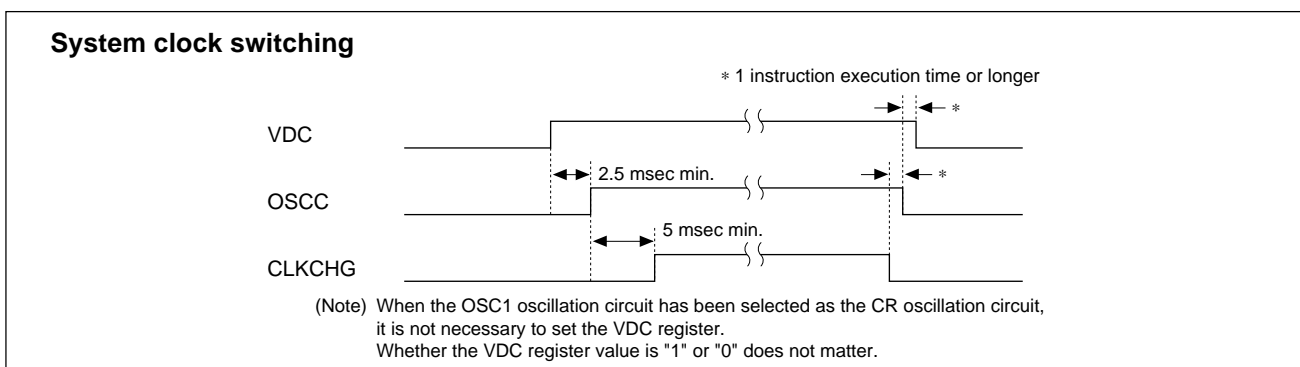 System clock switching
∗ 1 instruction execution time or longer
∗
VDC
2.5 msec min.
∗
OSCC
5 msec min.
CLKCHG
(Note) When the OSC1 oscillation circuit has been selected as the CR oscillation circuit,
it is not necessary to set the VDC register.
Whether the VDC register value is "1" or "0" does not matter.